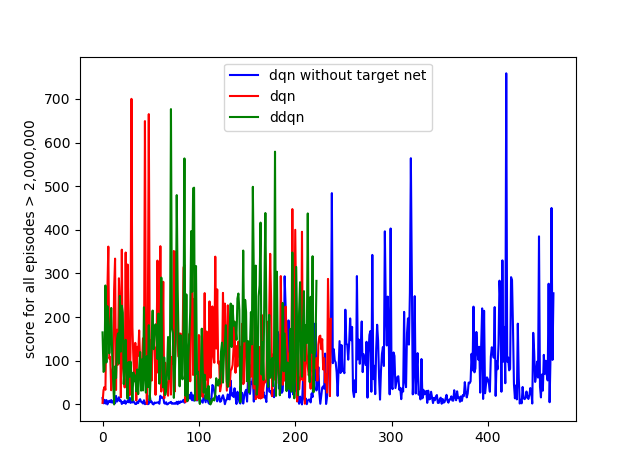 dqn without target net
dqn
ddqn
score for all episodes > 2,000,000
700
600
500
400
300
200
100
0
0 100 200 300 400